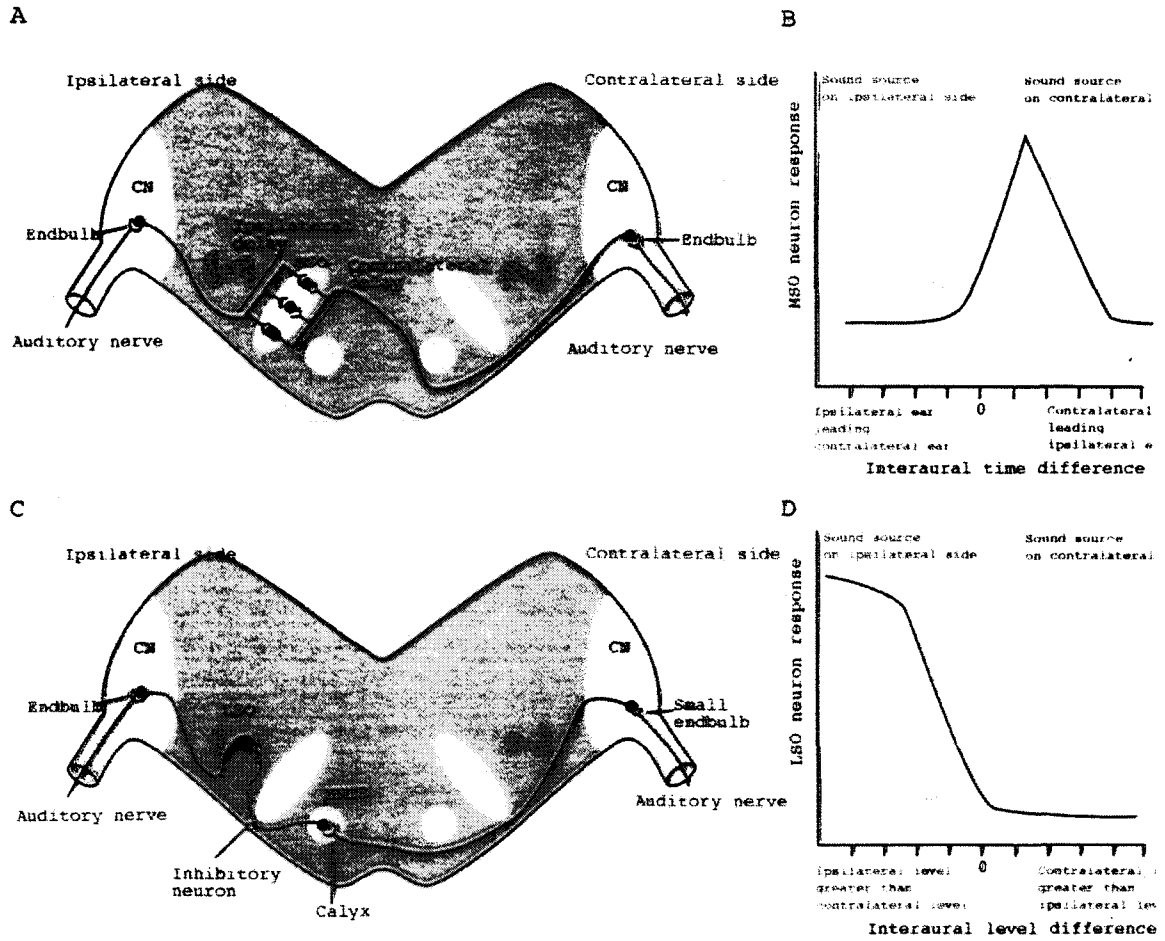 A
Ipsilateral side
Contralateral side
CN
CN
Endbulb
Endbulb
Auditory nerve
Auditory nerve
B
Sound source
on ipsilateral side
Sound source
on contralateral
MSO neuron response
0
Ipsilateral ear
leading
contralateral ear
Contralateral
leading
ipsilateral e
Interaural time difference
C
Ipsilateral side
Contralateral side
CN
CN
Endbulb
Small
endbulb
Auditory nerve
Auditory nerve
Inhibitory
neuron
Calyx
D
Sound source
on ipsilateral side
Sound source
on contralateral
LSO neuron response
0
Ipsilateral level
greater than
contralateral level
Contralateral
greater than
ipsilateral lev
Interaural level difference